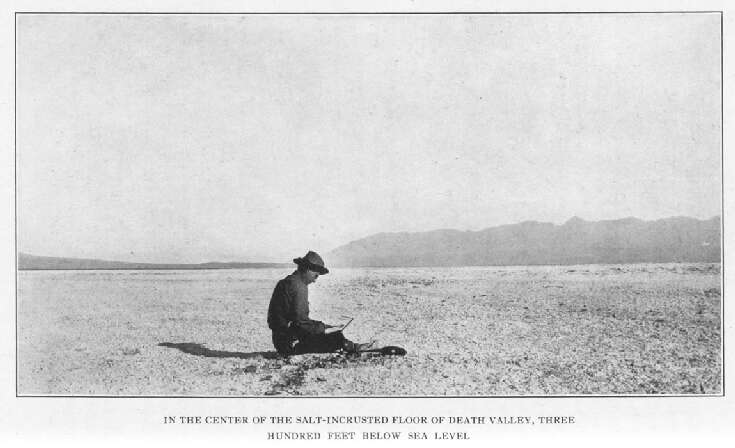 IN THE CENTER OF THE SALT-INCRUSTED FLOOR OF DEATH VALLEY, THREE
HUNDRED FEET BELOW SEA LEVEL